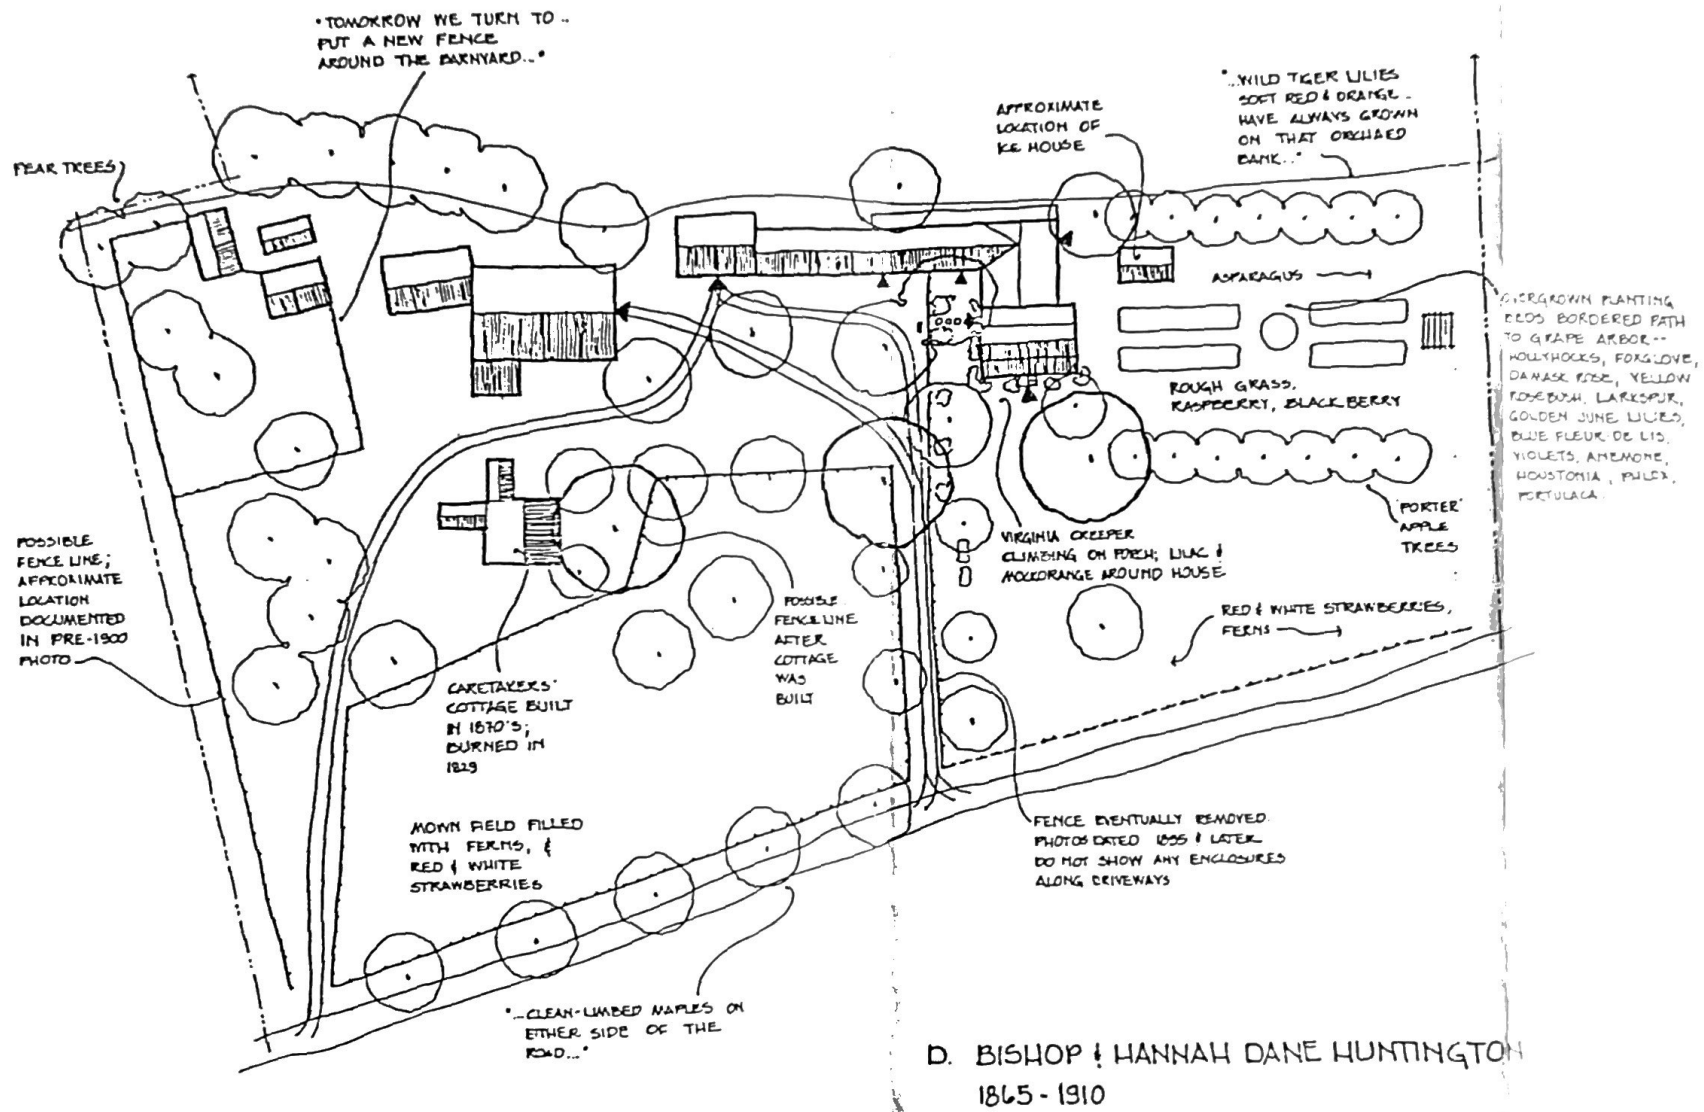 "TOMORROW WE TURN TO..
PUT A NEW FENCE
AROUND THE BARNYARD..."
PEAR TREES
APPROXIMATE
LOCATION OF
ICE HOUSE
"...WILD TIGER LILIES
SOFT RED & ORANGE..
HAVE ALWAYS GROWN
ON THAT ORCHARD
BANK..."
ASPARAGUS
OVERGROWN PLANTING
BEDS BORDERED PATH
TO GRAPE ARBOR--
HOLLYHOCKS, FOXGLOVE,
DAMASK ROSE, YELLOW
ROSEBUSH, LARKSPUR,
GOLDEN JUNE LILIES,
BLUE FLEUR DE LIS,
VIOLETS, ANEMONE,
HOUSTONIA, PHLOX,
PORTULACA.
ROUGH GRASS,
RASPBERRY, BLACKBERRY
'PORTER'
APPLE
TREES
VIRGINIA CREEPER
CLIMBING ON PORCH; LILAC &
MOCKORANGE AROUND HOUSE
POSSIBLE
FENCE LINE;
APPROXIMATE
LOCATION
DOCUMENTED
IN PRE-1900
PHOTO
POSSIBLE
FENCE LINE
AFTER
COTTAGE
WAS
BUILT
RED & WHITE STRAWBERRIES,
FERNS
CARETAKERS'
COTTAGE BUILT
IN 1870'S;
BURNED IN
1829
MOWN FIELD FILLED
WITH FERNS, &
RED & WHITE
STRAWBERRIES
FENCE EVENTUALLY REMOVED.
PHOTOS DATED 1895 & LATER
DO NOT SHOW ANY ENCLOSURES
ALONG DRIVEWAYS
"...CLEAN-LIMBED MAPLES ON
EITHER SIDE OF THE
ROAD..."
D. BISHOP & HANNAH DANE HUNTINGTON
1865-1910